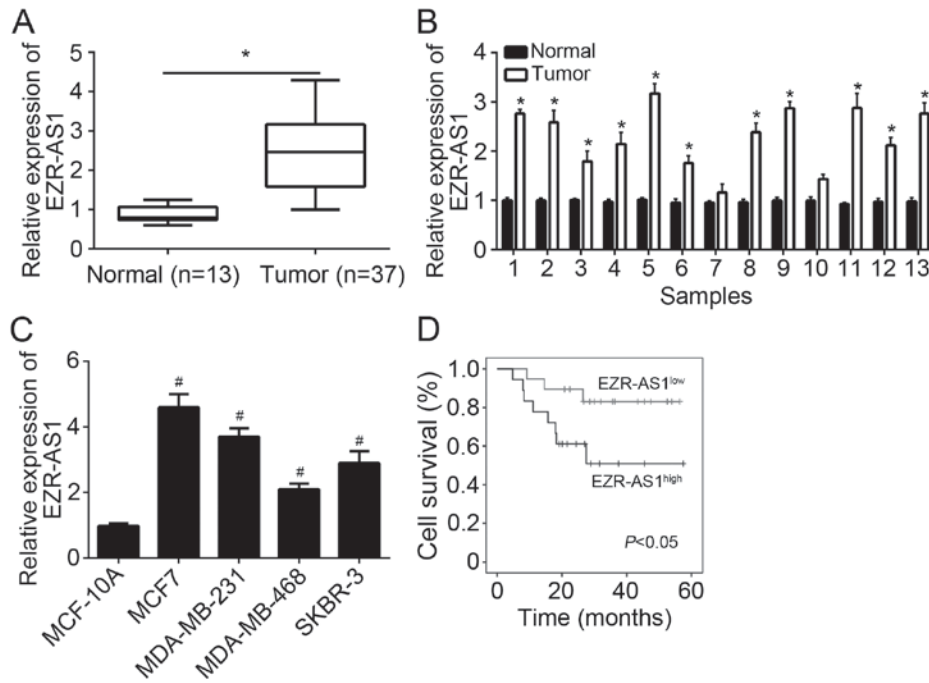 A
Relative expression of
EZR-AS1
5
4
3
2
1
0
*
Normal (n=13) Tumor (n=37)
B
Relative expression of
EZR-AS1
4
3
2
1
0
Normal
Tumor
* * * * * * * * * * *
1 2 3 4 5 6 7 8 9 10 11 12 13
Samples
C
Relative expression of
EZR-AS1
6
4
2
0
# # # #
MCF-10A
MCF7
MDA-MB-231
MDA-MB-468
SKBR-3
D
Cell survival (%)
1.0
0.8
0.6
0.4
0.2
0
EZR-AS1low
EZR-AS1high
P<0.05
0 20 40 60
Time (months)